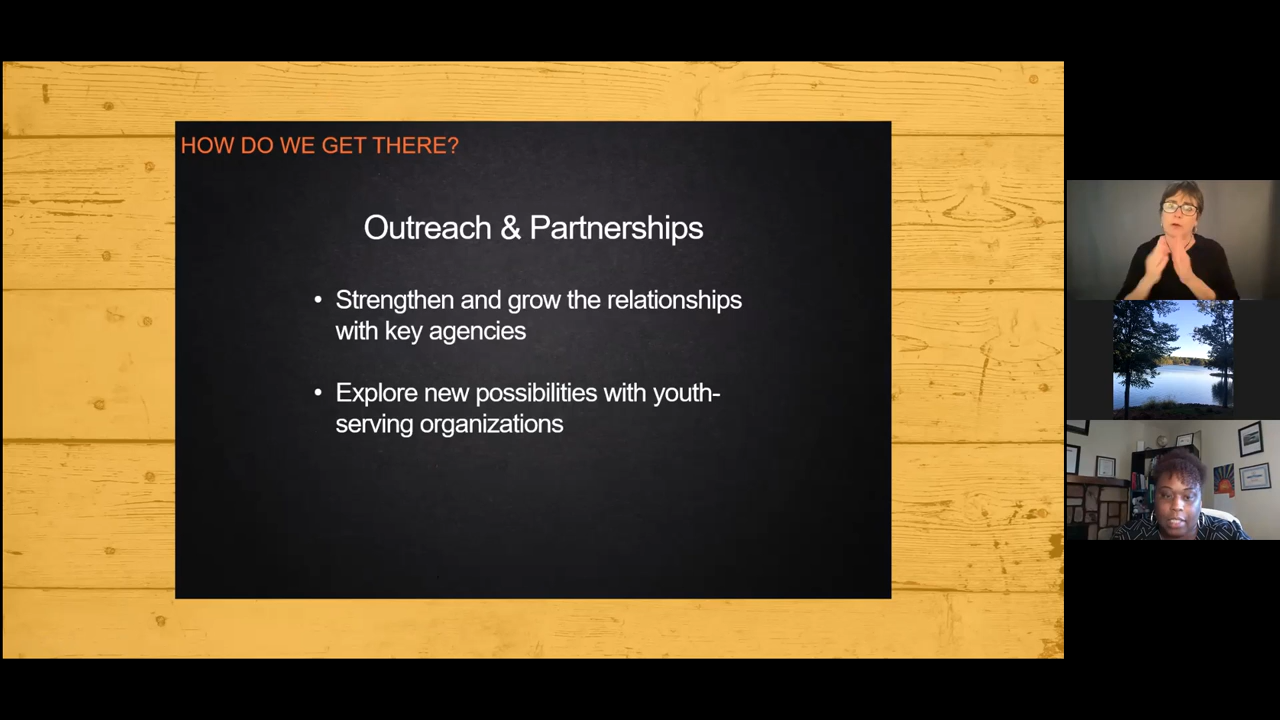 HOW DO WE GET THERE?
Outreach & Partnerships
• Strengthen and grow the relationships
with key agencies
• Explore new possibilities with youth-
serving organizations